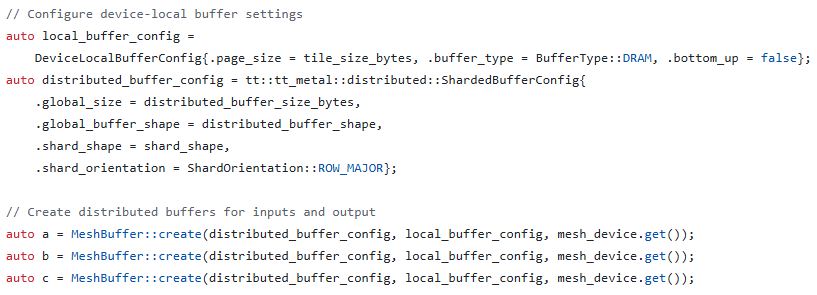 // Configure device-local buffer settings
auto local_buffer_config =
    DeviceLocalBufferConfig{.page_size = tile_size_bytes, .buffer_type = BufferType::DRAM, .bottom_up = false};
auto distributed_buffer_config = tt::tt_metal::distributed::ShardedBufferConfig{
    .global_size = distributed_buffer_size_bytes,
    .global_buffer_shape = distributed_buffer_shape,
    .shard_shape = shard_shape,
    .shard_orientation = ShardOrientation::ROW_MAJOR};

// Create distributed buffers for inputs and output
auto a = MeshBuffer::create(distributed_buffer_config, local_buffer_config, mesh_device.get());
auto b = MeshBuffer::create(distributed_buffer_config, local_buffer_config, mesh_device.get());
auto c = MeshBuffer::create(distributed_buffer_config, local_buffer_config, mesh_device.get());